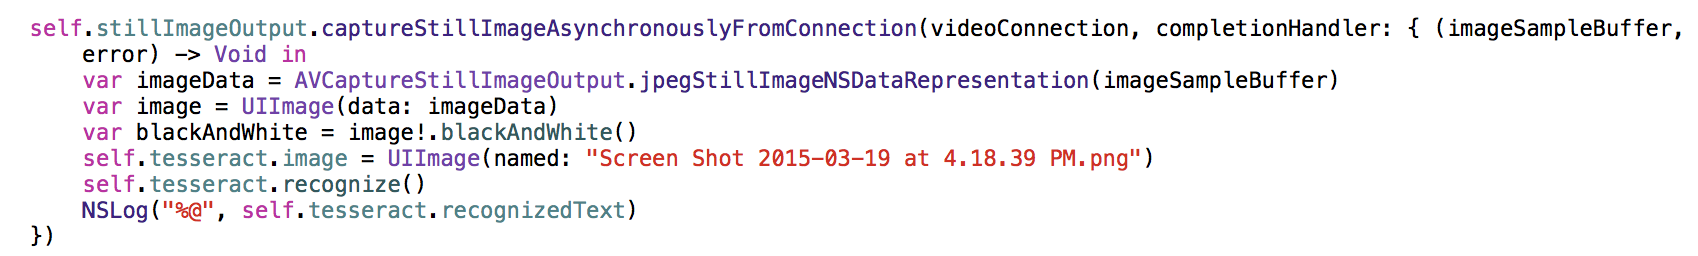 self.stillImageOutput.captureStillImageAsynchronouslyFromConnection(videoConnection, completionHandler: { (imageSampleBuffer,
error) -> Void in
var imageData = AVCaptureStillImageOutput.jpegStillImageNSDataRepresentation(imageSampleBuffer)
var image = UIImage(data: imageData)
var blackAndWhite = image!.blackAndWhite()
self.tesseract.image = UIImage(named: "Screen Shot 2015-03-19 at 4.18.39 PM.png")
self.tesseract.recognize()
NSLog("%@", self.tesseract.recognizedText)
})